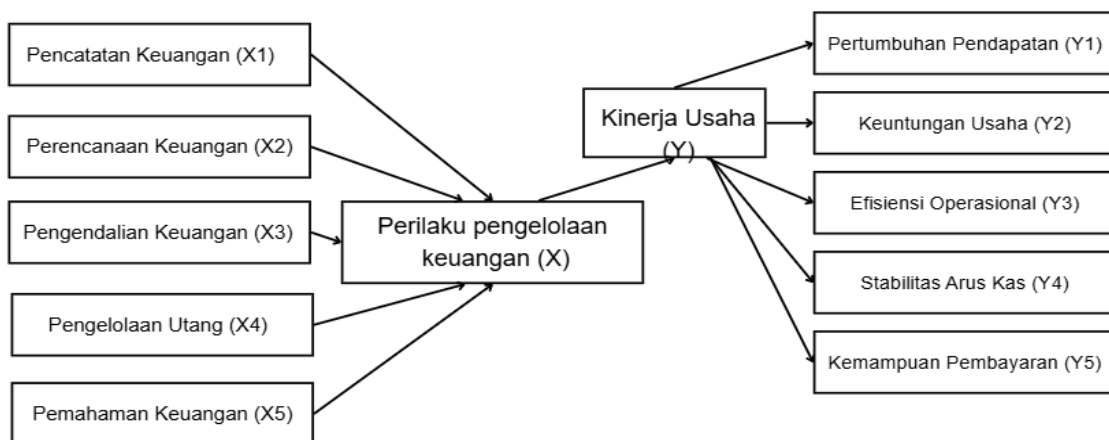 Pencatatan Keuangan (X1)
Perencanaan Keuangan (X2)
Pengendalian Keuangan (X3)
Pengelolaan Utang (X4)
Pemahaman Keuangan (X5)
Perilaku pengelolaan
keuangan (X)
Kinerja Usaha
(Y)
Pertumbuhan Pendapatan (Y1)
Keuntungan Usaha (Y2)
Efisiensi Operasional (Y3)
Stabilitas Arus Kas (Y4)
Kemampuan Pembayaran (Y5)